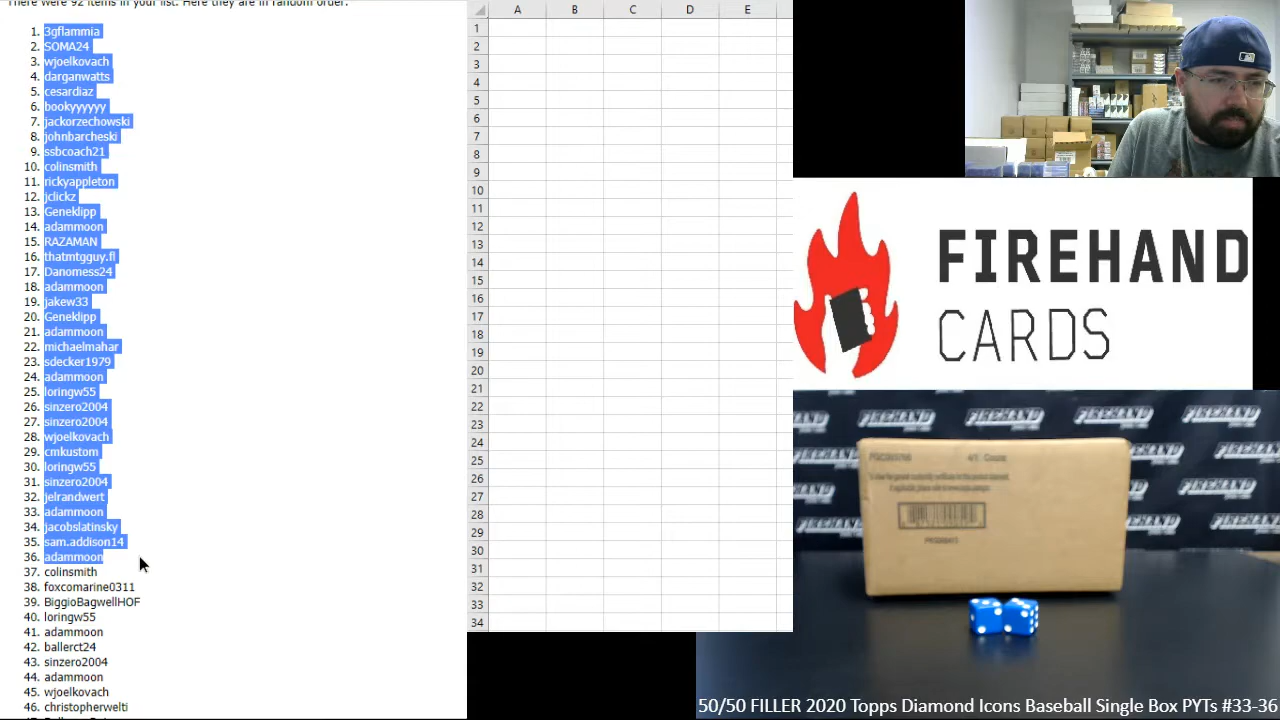 There were 92 items in your list. Here they are in random order:
1. 3gflammia
2. SOMA24
3. wjoelkovach
4. darganwatts
5. cesardiaz
6. bookyyyyyy
7. jackorzechowski
8. johnbarcheski
9. ssbcoach21
10. colinsmith
11. rickyappleton
12. jclickz
13. Geneklipp
14. adammoon
15. RAZAMAN
16. thatmtgguy.fl
17. Danomess24
18. adammoon
19. jakew33
20. Geneklipp
21. adammoon
22. michaelmahar
23. sdecker1979
24. adammoon
25. loringw55
26. sinzero2004
27. sinzero2004
28. wjoelkovach
29. cmkustom
30. loringw55
31. sinzero2004
32. jelrandwert
33. adammoon
34. jacobslatinsky
35. sam.addison14
36. adammoon
37. colinsmith
38. foxcomarine0311
39. BiggioBagwellHOF
40. loringw55
41. adammoon
42. ballerct24
43. sinzero2004
44. adammoon
45. wjoelkovach
46. christopherwelti
A B C D E
1
2
3
4
5
6
7
8
9
10
11
12
13
14
15
16
17
18
19
20
21
22
23
24
25
26
27
28
29
30
31
32
33
34
FIREHAND
CARDS
FIREHAND FIREHAND FIREHAND
50/50 FILLER 2020 Topps Diamond Icons Baseball Single Box PYTs #33-36